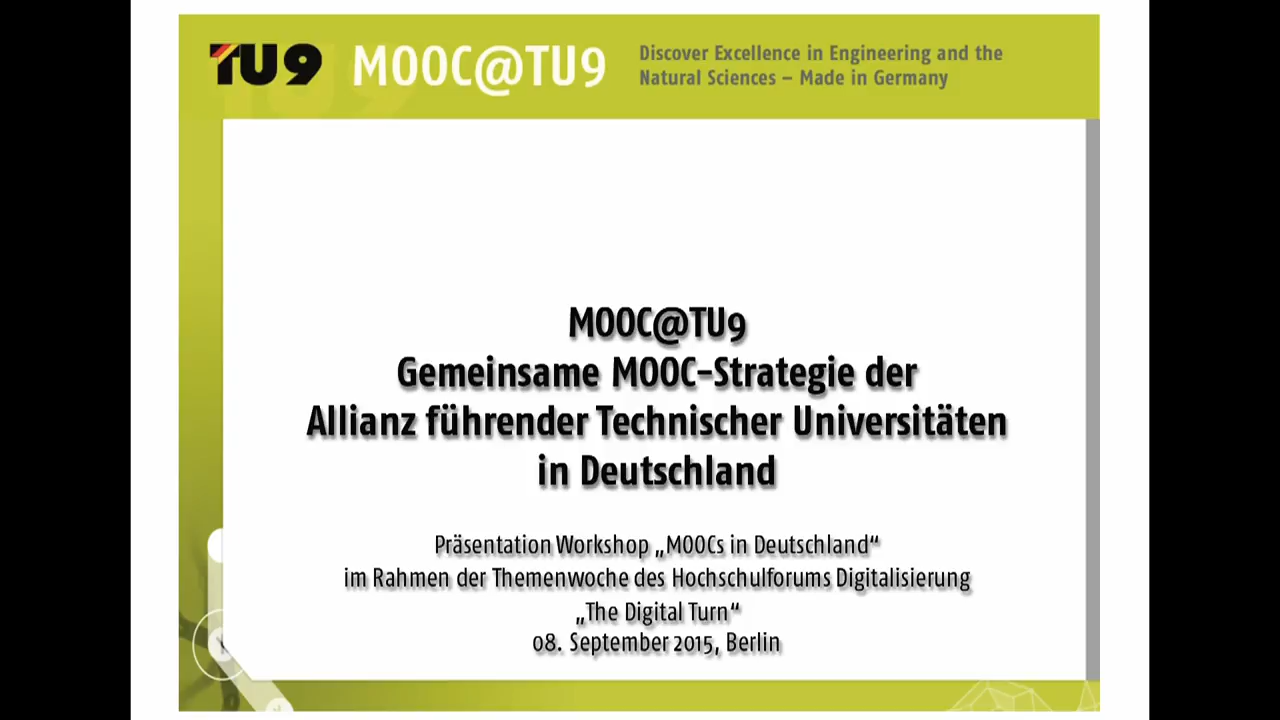 TU9 MOOC@TU9
Discover Excellence in Engineering and the
Natural Sciences – Made in Germany
MOOC@TU9
Gemeinsame MOOC-Strategie der
Allianz führender Technischer Universitäten
in Deutschland
Präsentation Workshop „MOOCs in Deutschland“
im Rahmen der Themenwoche des Hochschulforums Digitalisierung
„The Digital Turn“
08. September 2015, Berlin